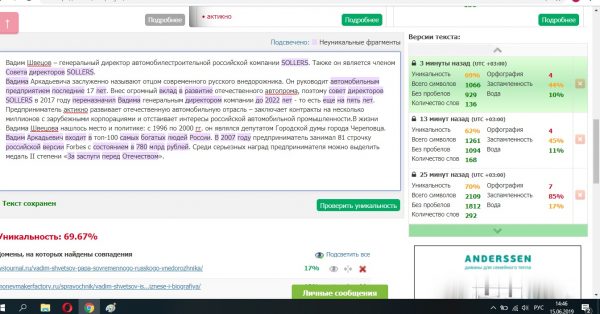 Подробнее
• активно
Подробнее
Подробнее
Подсвечено: Неуникальные фрагменты
Версии текста:
Вадим Швецов – генеральный директор автомобилестроительной российской компании SOLLERS. Также он является членом
Совета директоров SOLLERS.
Вадима Аркадьевича заслуженно называют отцом современного русского внедорожника. Он руководит автомобильным
предприятием последние 17 лет. Внес огромный вклад в развитие отечественного автопрома, поэтому совет директоров
SOLLERS в 2017 году переназначил Вадима генеральным директором компании до 2022 лет - то есть еще на пять лет.
Предприниматель актикно развивает отечественную автомобильную отрасль – заключает контракты на несколько
миллионов с зарубежными корпорациями и отстаивает интересы российской автомобильной промышленности.В жизни
Вадима Швецова нашлось место и политике: с 1996 по 2000 гг. он являлся депутатом Городской думы города Череповца.
Вадим Аркадьевич входит в топ-100 самых богатых людей России. В 2007 году предприниматель занимал 81 строчку
российской версии Forbes с состоянием в 780 млрд рублей. Среди серьезных наград предпринимателя можно выделить
медаль II степени «За заслуги перед Отечеством».
3 минуты назад (UTC +03:00)
Уникальность 69% Орфография 4
Всего символов 1066 Заспамленность 44%
Без пробелов 929 Вода 10%
Количество слов 136
13 минут назад (UTC +03:00)
Уникальность 62% Орфография 4
Всего символов 1261 Заспамленность 45%
Без пробелов 1094 Вода 11%
Количество слов 168
25 минут назад (UTC +03:00)
Уникальность 70% Орфография 7
Всего символов 2109 Заспамленность 85%
Без пробелов 1812 Вода 17%
Количество слов 292
Текст сохранен
Проверить уникальность
Уникальность: 69.67%
Домены, на которых найдены совпадения
Подсветить все
vsjournal.ru/vadim-shvetsov-papa-sovremennogo-russkogo-vnedorozhnika/
17%
moneymakerfactory.ru/spravochnik/vadim-shvetsov-is...iznese-i-biografiya/
Личные сообщения
ANDERSSEN
диваны для семейного тепла
РУС
14:46
15.06.2019
2